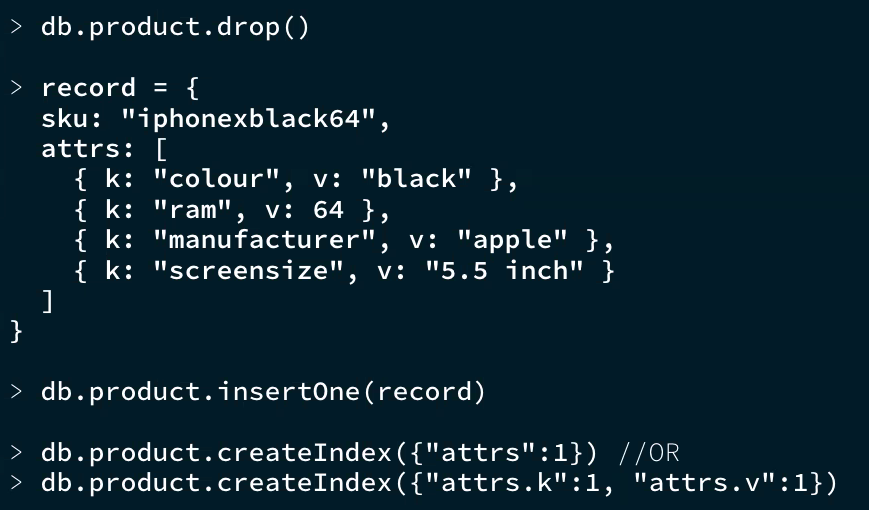 > db.product.drop()
> record = {
sku: "iphonexblack64",
attrs: [
{ k: "colour", v: "black" },
{ k: "ram", v: 64 },
{ k: "manufacturer", v: "apple" },
{ k: "screensize", v: "5.5 inch" }
]
}
> db.product.insertOne(record)
> db.product.createIndex({"attrs":1}) //OR
> db.product.createIndex({"attrs.k":1, "attrs.v":1})